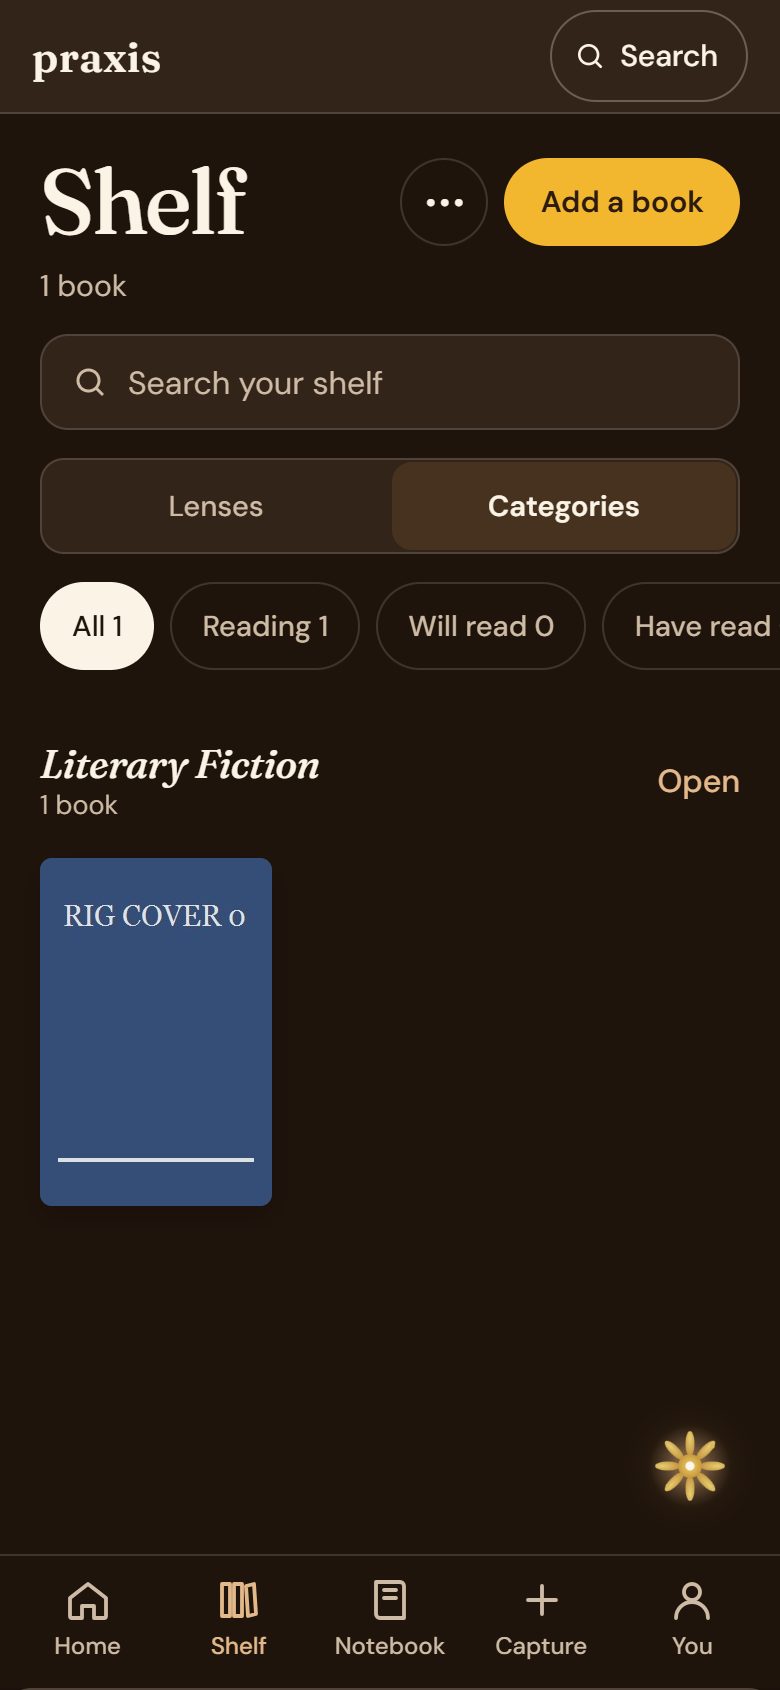 praxis
Search
Shelf
Add a book
1 book
Search your shelf
Lenses
Categories
All 1
Reading 1
Will read 0
Have read
Literary Fiction
1 book
Open
RIG COVER 0
Home
Shelf
Notebook
Capture
You